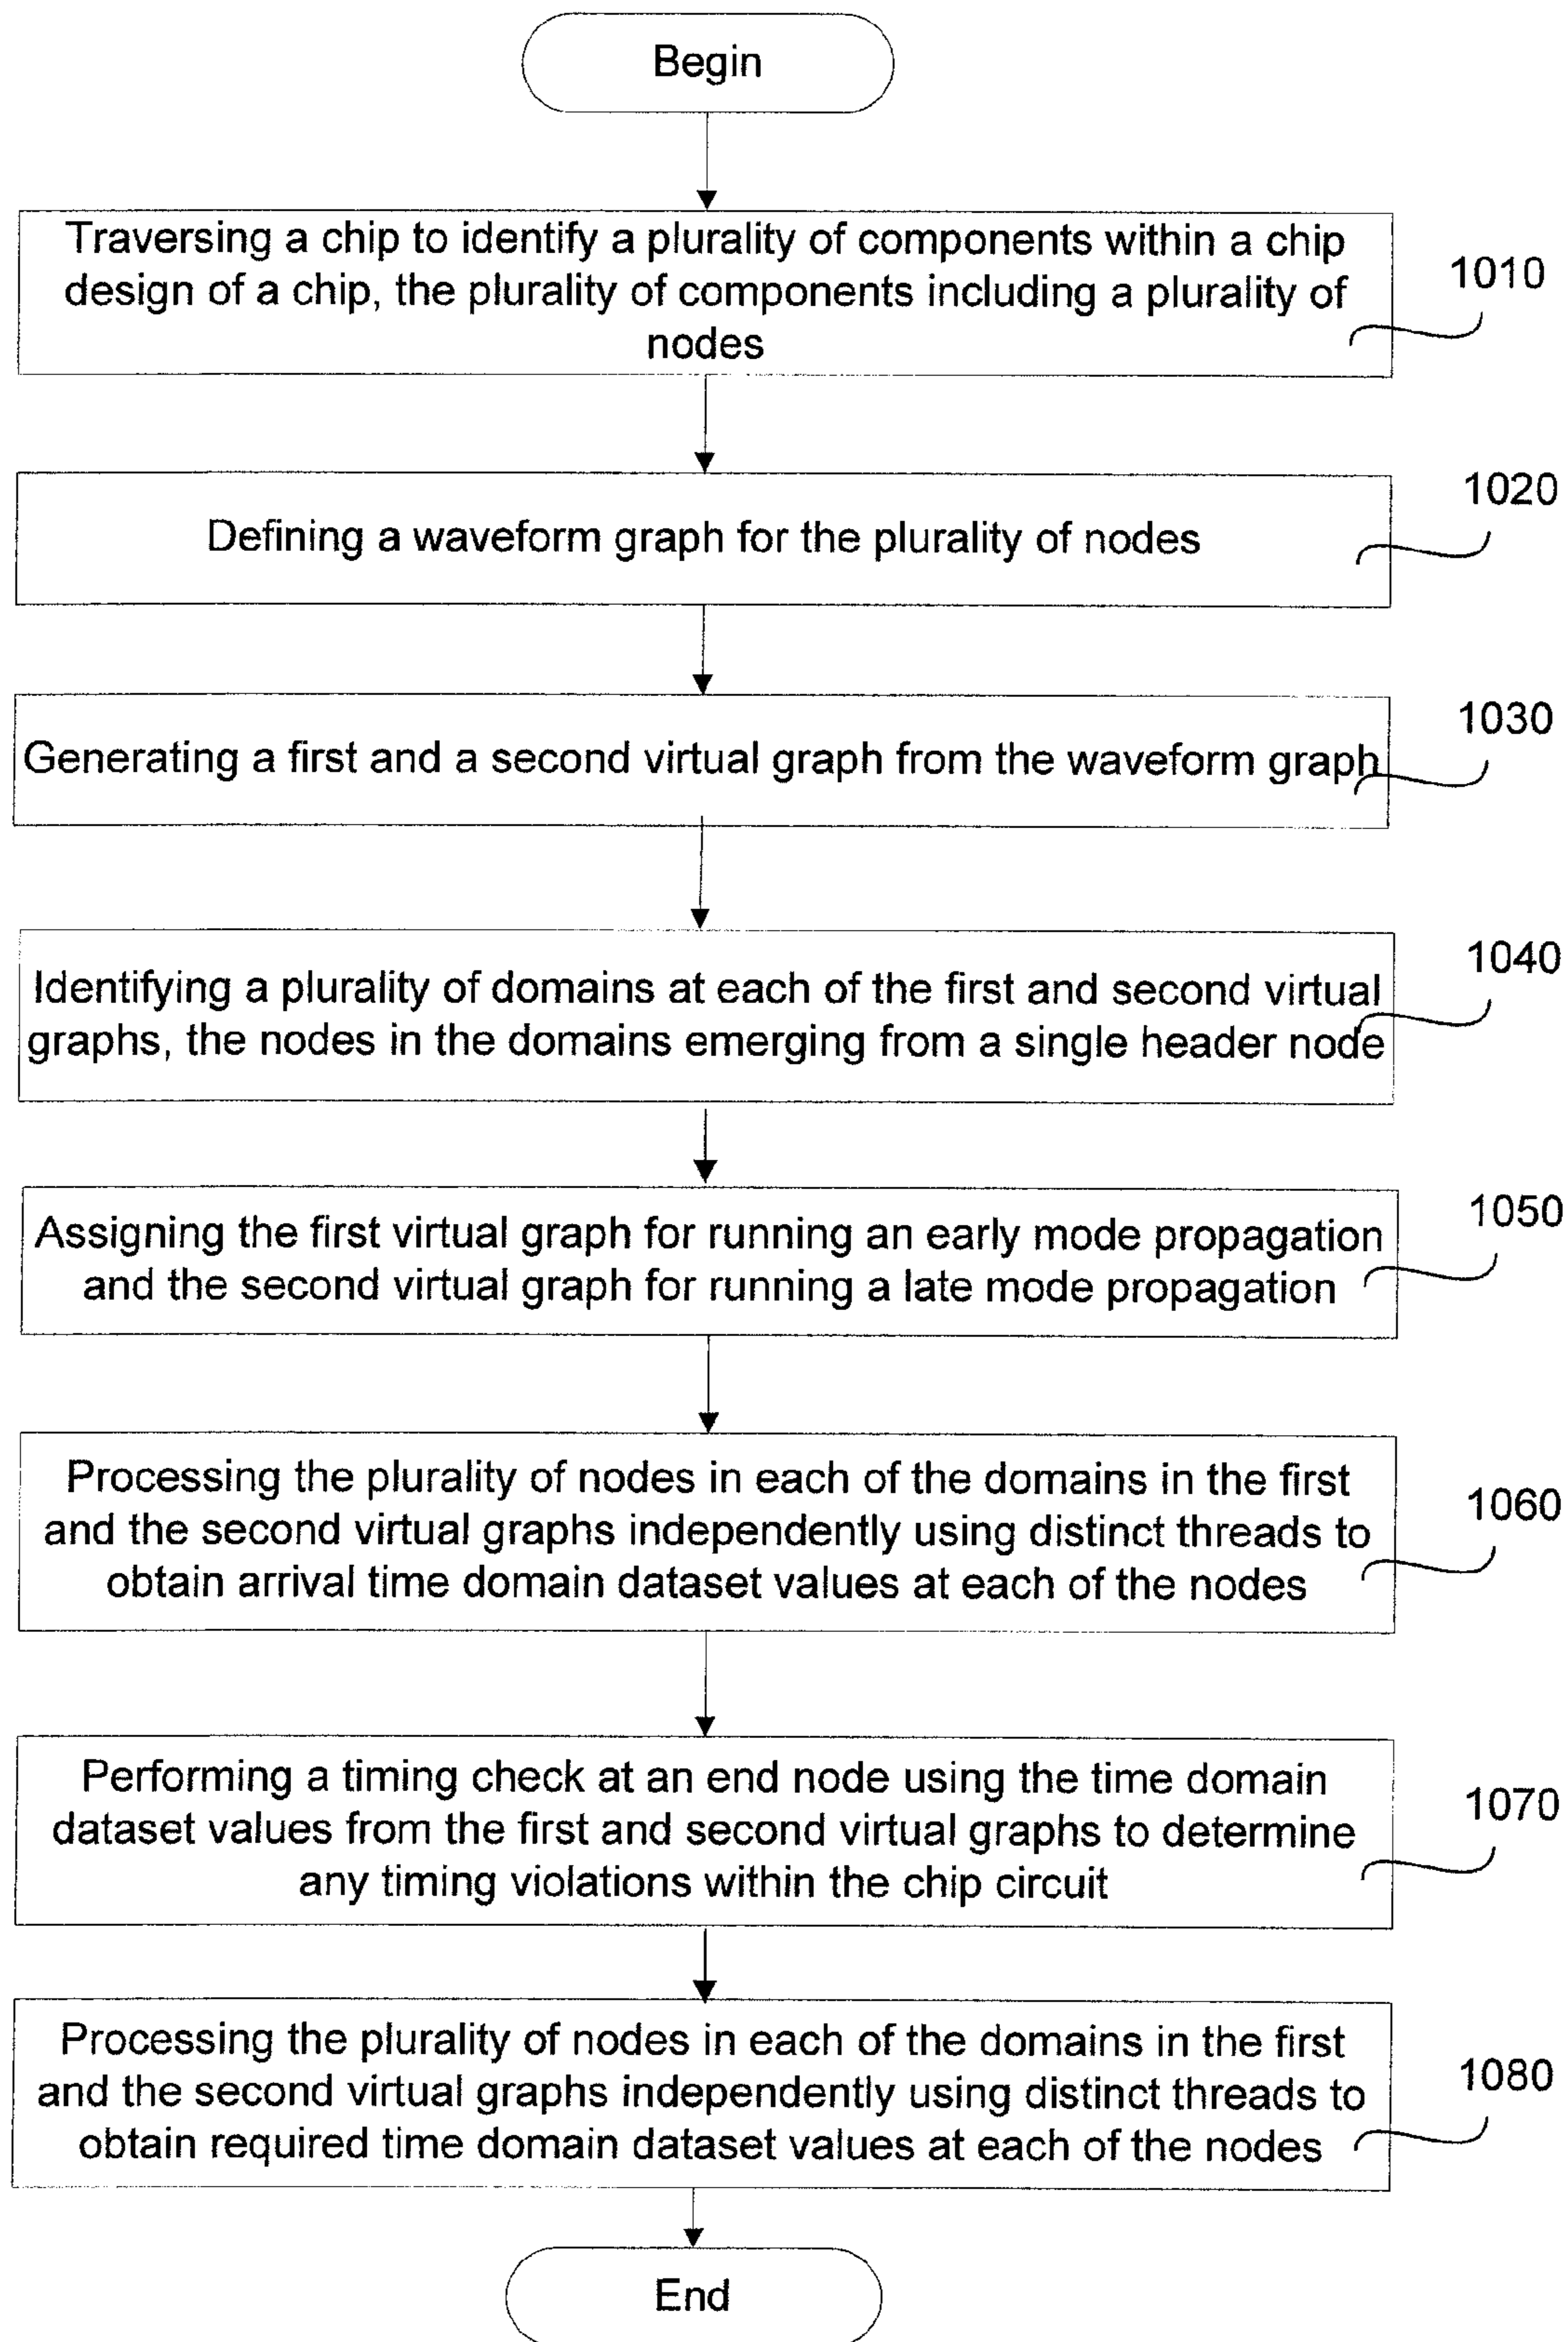 Begin
Traversing a chip to identify a plurality of components within a chip
design of a chip, the plurality of components including a plurality of
nodes
1010
Defining a waveform graph for the plurality of nodes
1020
Generating a first and a second virtual graph from the waveform graph
1030
Identifying a plurality of domains at each of the first and second virtual
graphs, the nodes in the domains emerging from a single header node
1040
Assigning the first virtual graph for running an early mode propagation
and the second virtual graph for running a late mode propagation
1050
Processing the plurality of nodes in each of the domains in the first
and the second virtual graphs independently using distinct threads to
obtain arrival time domain dataset values at each of the nodes
1060
Performing a timing check at an end node using the time domain
dataset values from the first and second virtual graphs to determine
any timing violations within the chip circuit
1070
Processing the plurality of nodes in each of the domains in the first
and the second virtual graphs independently using distinct threads to
obtain required time domain dataset values at each of the nodes
1080
End